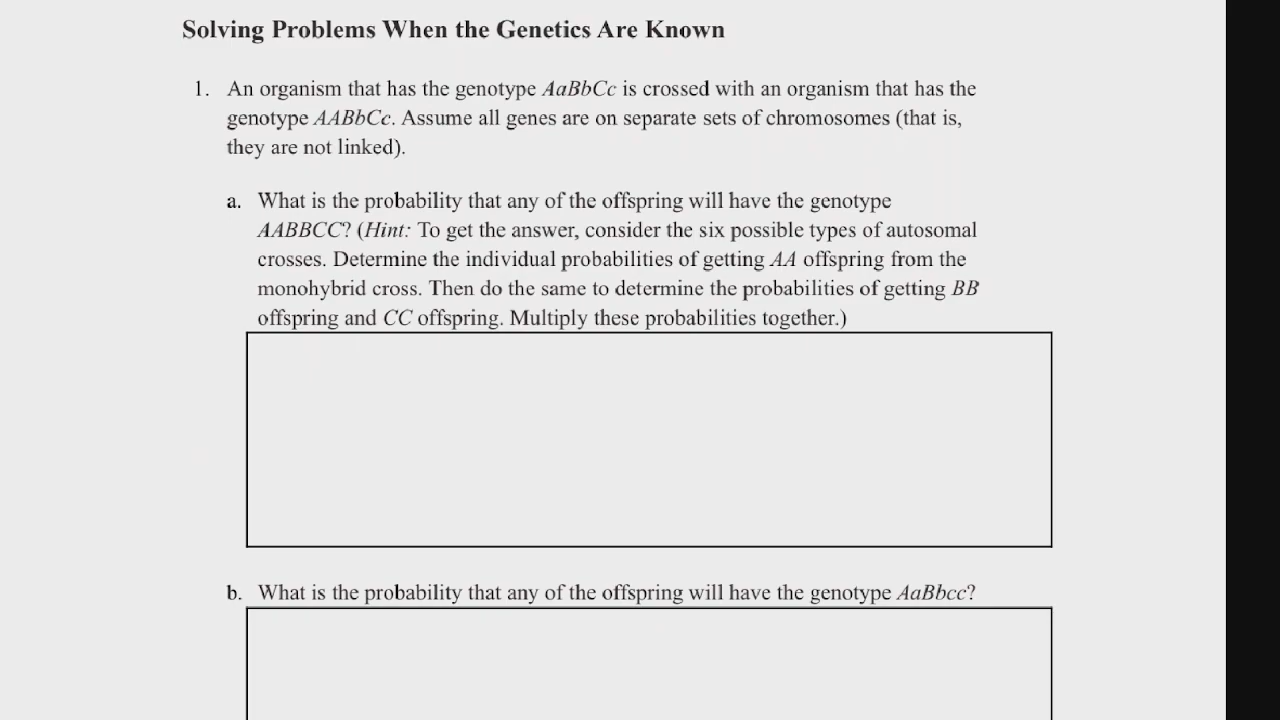 Solving Problems When the Genetics Are Known
1. An organism that has the genotype AaBbCc is crossed with an organism that has the
genotype AABbCc. Assume all genes are on separate sets of chromosomes (that is,
they are not linked).
a. What is the probability that any of the offspring will have the genotype
AABBCC? (Hint: To get the answer, consider the six possible types of autosomal
crosses. Determine the individual probabilities of getting AA offspring from the
monohybrid cross. Then do the same to determine the probabilities of getting BB
offspring and CC offspring. Multiply these probabilities together.)
b. What is the probability that any of the offspring will have the genotype AaBbcc?